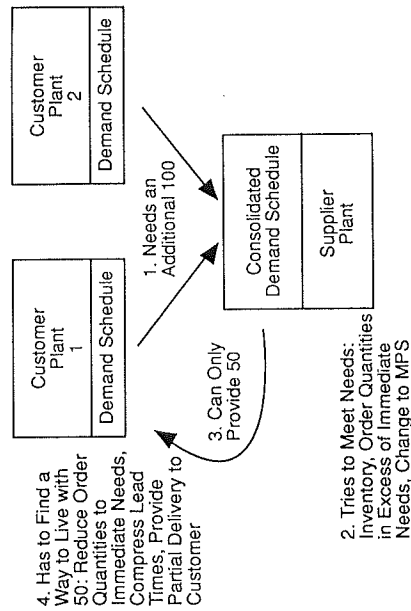 Customer
Plant
1
Demand Schedule
Customer
Plant
2
Demand Schedule
1. Needs an
Additional 100
Consolidated
Demand Schedule
Supplier
Plant
2. Tries to Meet Needs:
Inventory, Order Quantities
in Excess of Immediate
Needs, Change to MPS
3. Can Only
Provide 50
4. Has to Find a
Way to Live with
50: Reduce Order
Quantities to
Immediate Needs,
Compress Lead
Times, Provide
Partial Delivery to
Customer